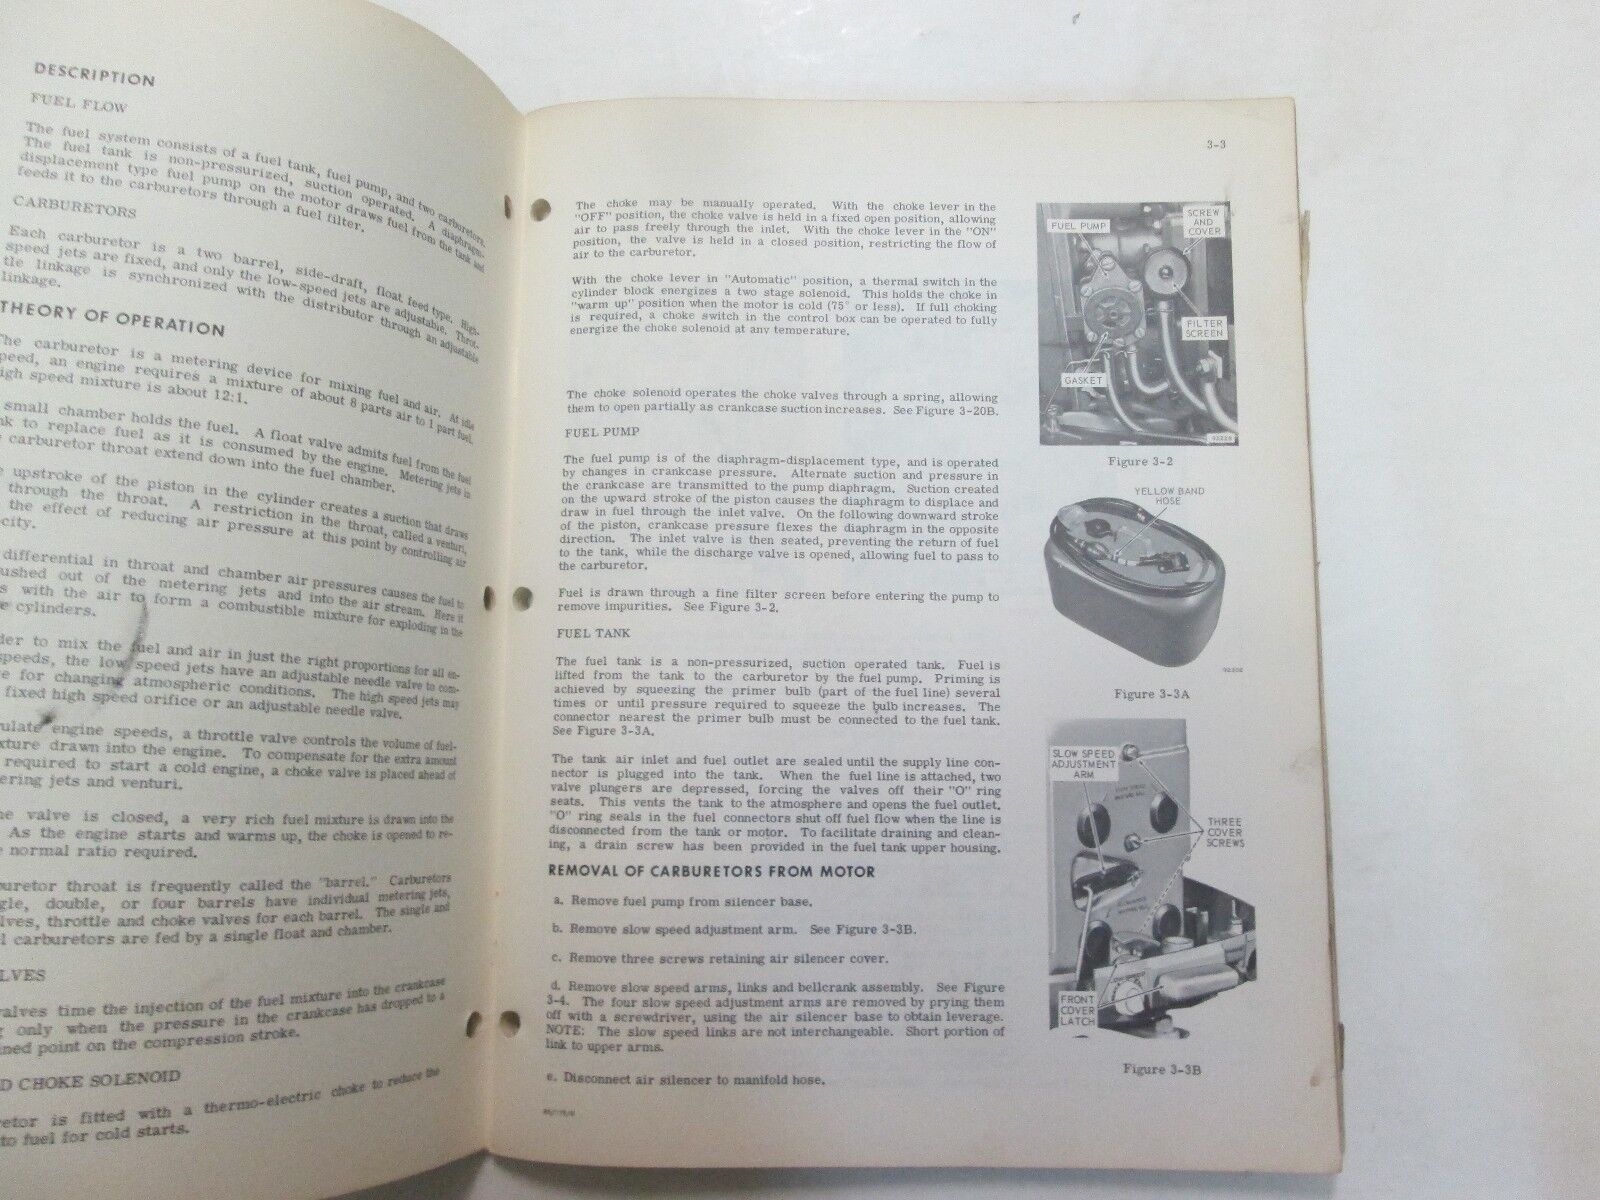 DESCRIPTION
FUEL FLOW
The fuel system consists of a fuel tank, fuel pump, and two carburetors.
The fuel tank is non-pressurized, suction operated. A diaphragm-
displacement type fuel pump on the motor draws fuel from the tank and
feeds it to the carburetors through a fuel filter.
CARBURETORS
Each carburetor is a two barrel, side-draft, float feed type. High-
speed jets are fixed, and only the low-speed jets are adjustable. Throt-
tle linkage is synchronized with the distributor through an adjustable
linkage.
THEORY OF OPERATION
The carburetor is a metering device for mixing fuel and air. At idle
speed, an engine requires a mixture of about 8 parts air to 1 part fuel.
high speed mixture is about 12:1.
small chamber holds the fuel. A float valve admits fuel from the fuel
to replace fuel as it is consumed by the engine. Metering jets in
carburetor throat extend down into the fuel chamber.
upstroke of the piston in the cylinder creates a suction that draws
through the throat. A restriction in the throat, called a venturi,
the effect of reducing air pressure at this point by controlling air
differential in throat and chamber air pressures causes the fuel to
out of the metering jets and into the air stream. Here it
with the air to form a combustible mixture for exploding in the
cylinders.
to mix the fuel and air in just the right proportions for all en-
speeds, the low speed jets have an adjustable needle valve to com-
for changing atmospheric conditions. The high speed jets may
fixed high speed orifice or an adjustable needle valve.
engine speeds, a throttle valve controls the volume of fuel-
drawn into the engine. To compensate for the extra amount
required to start a cold engine, a choke valve is placed ahead of
jets and venturi.
valve is closed, a very rich fuel mixture is drawn into the
As the engine starts and warms up, the choke is opened to re-
normal ratio required.
throat is frequently called the "barrel." Carburetors
double, or four barrels have individual metering jets,
throttle and choke valves for each barrel. The single and
carburetors are fed by a single float and chamber.
time the injection of the fuel mixture into the crankcase
only when the pressure in the crankcase has dropped to a
point on the compression stroke.
CHOKE SOLENOID
is fitted with a thermo-electric choke to reduce the
to fuel for cold starts.
3-3
The choke may be manually operated. With the choke lever in the
"OFF" position, the choke valve is held in a fixed open position, allowing
air to pass freely through the inlet. With the choke lever in the "ON"
position, the valve is held in a closed position, restricting the flow of
air to the carburetor.
With the choke lever in "Automatic" position, a thermal switch in the
cylinder block energizes a two stage solenoid. This holds the choke in
"warm up" position when the motor is cold (75° or less). If full choking
is required, a choke switch in the control box can be operated to fully
energize the choke solenoid at any temperature.
The choke solenoid operates the choke valves through a spring, allowing
them to open partially as crankcase suction increases. See Figure 3-20B.
FUEL PUMP
The fuel pump is of the diaphragm-displacement type, and is operated
by changes in crankcase pressure. Alternate suction and pressure in
the crankcase are transmitted to the pump diaphragm. Suction created
on the upward stroke of the piston causes the diaphragm to displace and
draw in fuel through the inlet valve. On the following downward stroke
of the piston, crankcase pressure flexes the diaphragm in the opposite
direction. The inlet valve is then seated, preventing the return of fuel
to the tank, while the discharge valve is opened, allowing fuel to pass to
the carburetor.
Fuel is drawn through a fine filter screen before entering the pump to
remove impurities. See Figure 3-2.
FUEL TANK
The fuel tank is a non-pressurized, suction operated tank. Fuel is
lifted from the tank to the carburetor by the fuel pump. Priming is
achieved by squeezing the primer bulb (part of the fuel line) several
times or until pressure required to squeeze the bulb increases. The
connector nearest the primer bulb must be connected to the fuel tank.
See Figure 3-3A.
The tank air inlet and fuel outlet are sealed until the supply line con-
nector is plugged into the tank. When the fuel line is attached, two
valve plungers are depressed, forcing the valves off their "O" ring
seats. This vents the tank to the atmosphere and opens the fuel outlet.
"O" ring seals in the fuel connectors shut off fuel flow when the line is
disconnected from the tank or motor. To facilitate draining and clean-
ing, a drain screw has been provided in the fuel tank upper housing.
REMOVAL OF CARBURETORS FROM MOTOR
a. Remove fuel pump from silencer base.
b. Remove slow speed adjustment arm. See Figure 3-3B.
c. Remove three screws retaining air silencer cover.
d. Remove slow speed arms, links and bellcrank assembly. See Figure
3-4. The four slow speed adjustment arms are removed by prying them
off with a screwdriver, using the air silencer base to obtain leverage.
NOTE: The slow speed links are not interchangeable. Short portion of
link to upper arms.
e. Disconnect air silencer to manifold hose.
FUEL PUMP
SCREW
AND
COVER
FILTER
SCREEN
GASKET
92228
Figure 3-2
YELLOW BAND
HOSE
Figure 3-3A
SLOW SPEED
ADJUSTMENT
ARM
THREE
COVER
SCREWS
FRONT
COVER
LATCH
Figure 3-3B